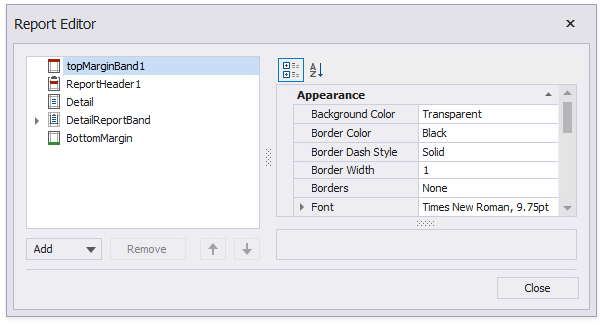 Report Editor
topMarginBand1
ReportHeader1
Detail
DetailReportBand
BottomMargin
Add
Remove
Appearance
Background Color Transparent
Border Color Black
Border Dash Style Solid
Border Width 1
Borders None
Font Times New Roman, 9.75pt
Close